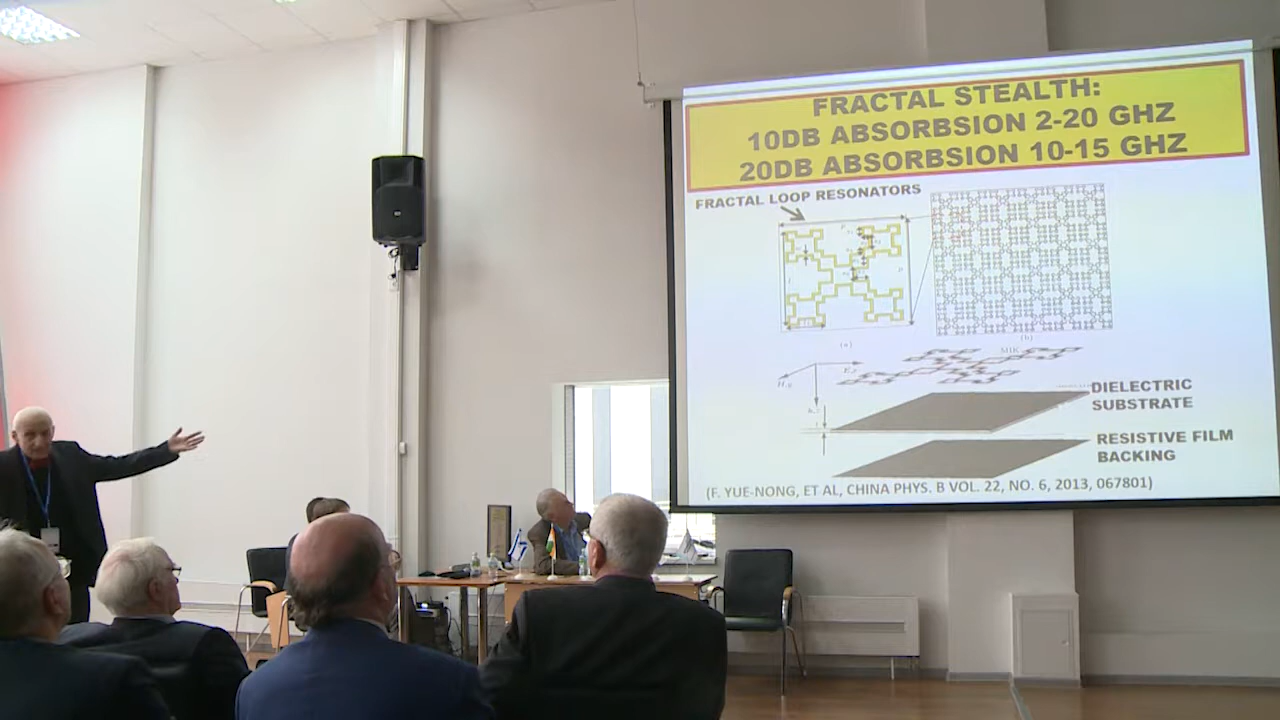 FRACTAL STEALTH:
10DB ABSORBSION 2-20 GHZ
20DB ABSORBSION 10-15 GHZ
FRACTAL LOOP RESONATORS
(a)
(b)
DIELECTRIC
SUBSTRATE
RESISTIVE FILM
BACKING
(F. YUE-NONG, ET AL, CHINA PHYS. B VOL. 22, NO. 6, 2013, 067801)